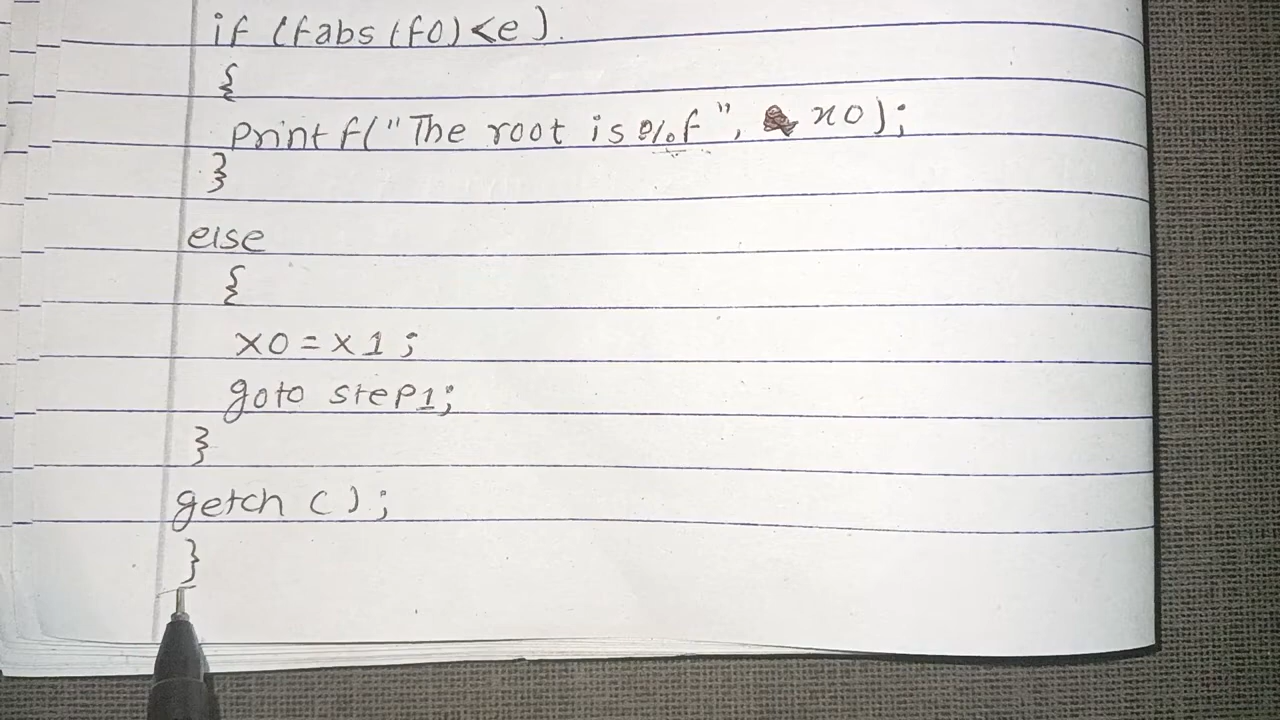 if (fabs (f0) <e).
{
printf("The root is %f", x0);
}
else
{
x0 = x1;
goto step1;
}
getch ();
}